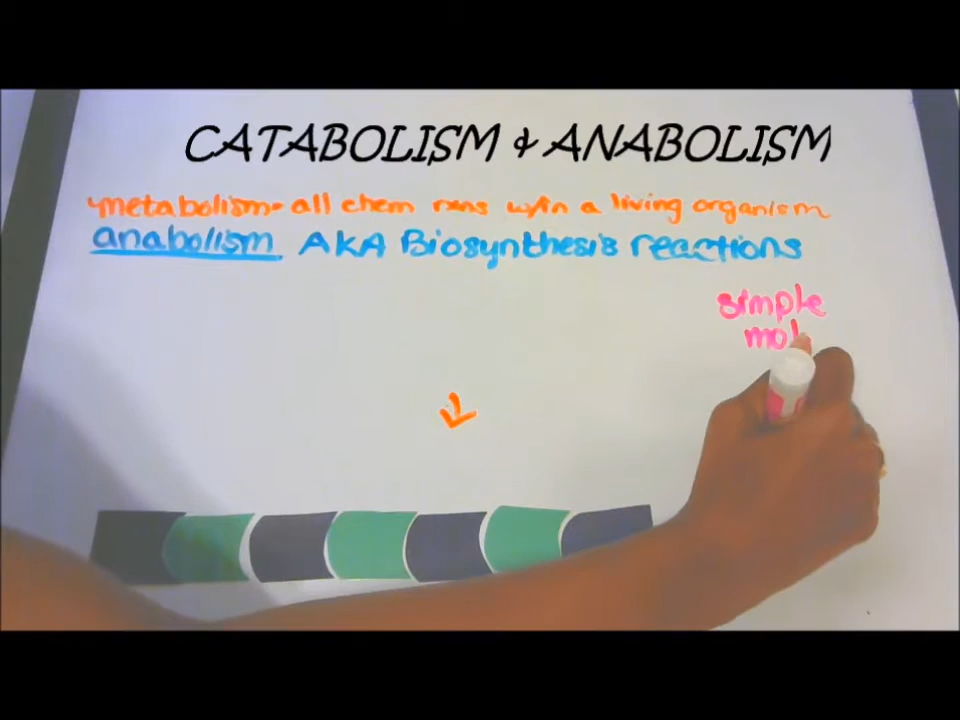 CATABOLISM & ANABOLISM
metabolism- all chem rxns w/in a living organism
anabolism AKA Biosynthesis reactions
simple
mol